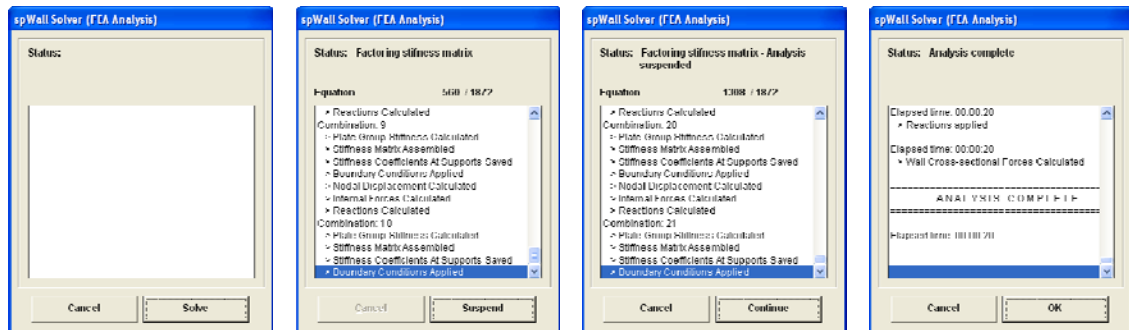 spWall Solver (FEA Analysis)
Status:
Cancel
Solve
spWall Solver (FEA Analysis)
Status: Factoring stiffness matrix
Equation 560 / 1872
> Reactions Calculated
Combination: 9
> Plate Group Stiffness Calculated
> Stiffness Matrix Assembled
> Stiffness Coefficients At Supports Saved
> Boundary Conditions Applied
> Nodal Displacement Calculated
> Internal Forces Calculated
> Reactions Calculated
Combination: 10
> Plate Group Stiffness Calculated
> Stiffness Matrix Assembled
> Stiffness Coefficients At Supports Saved
> Boundary Conditions Applied
Cancel
Suspend
spWall Solver (FEA Analysis)
Status: Factoring stiffness matrix - Analysis
suspended
Equation 1308 / 1872
> Reactions Calculated
Combination: 20
> Plate Group Stiffness Calculated
> Stiffness Matrix Assembled
> Stiffness Coefficients At Supports Saved
> Boundary Conditions Applied
> Nodal Displacement Calculated
> Internal Forces Calculated
> Reactions Calculated
Combination: 21
> Plate Group Stiffness Calculated
> Stiffness Matrix Assembled
> Stiffness Coefficients At Supports Saved
> Boundary Conditions Applied
Cancel
Continue
spWall Solver (FEA Analysis)
Status: Analysis complete
Elapsed time: 00:00:20
> Reactions applied
Elapsed time: 00:00:20
> Wall Cross-sectional Forces Calculated
ANALYSIS COMPLETE
Elapsed time: 00:00:20
Cancel
OK